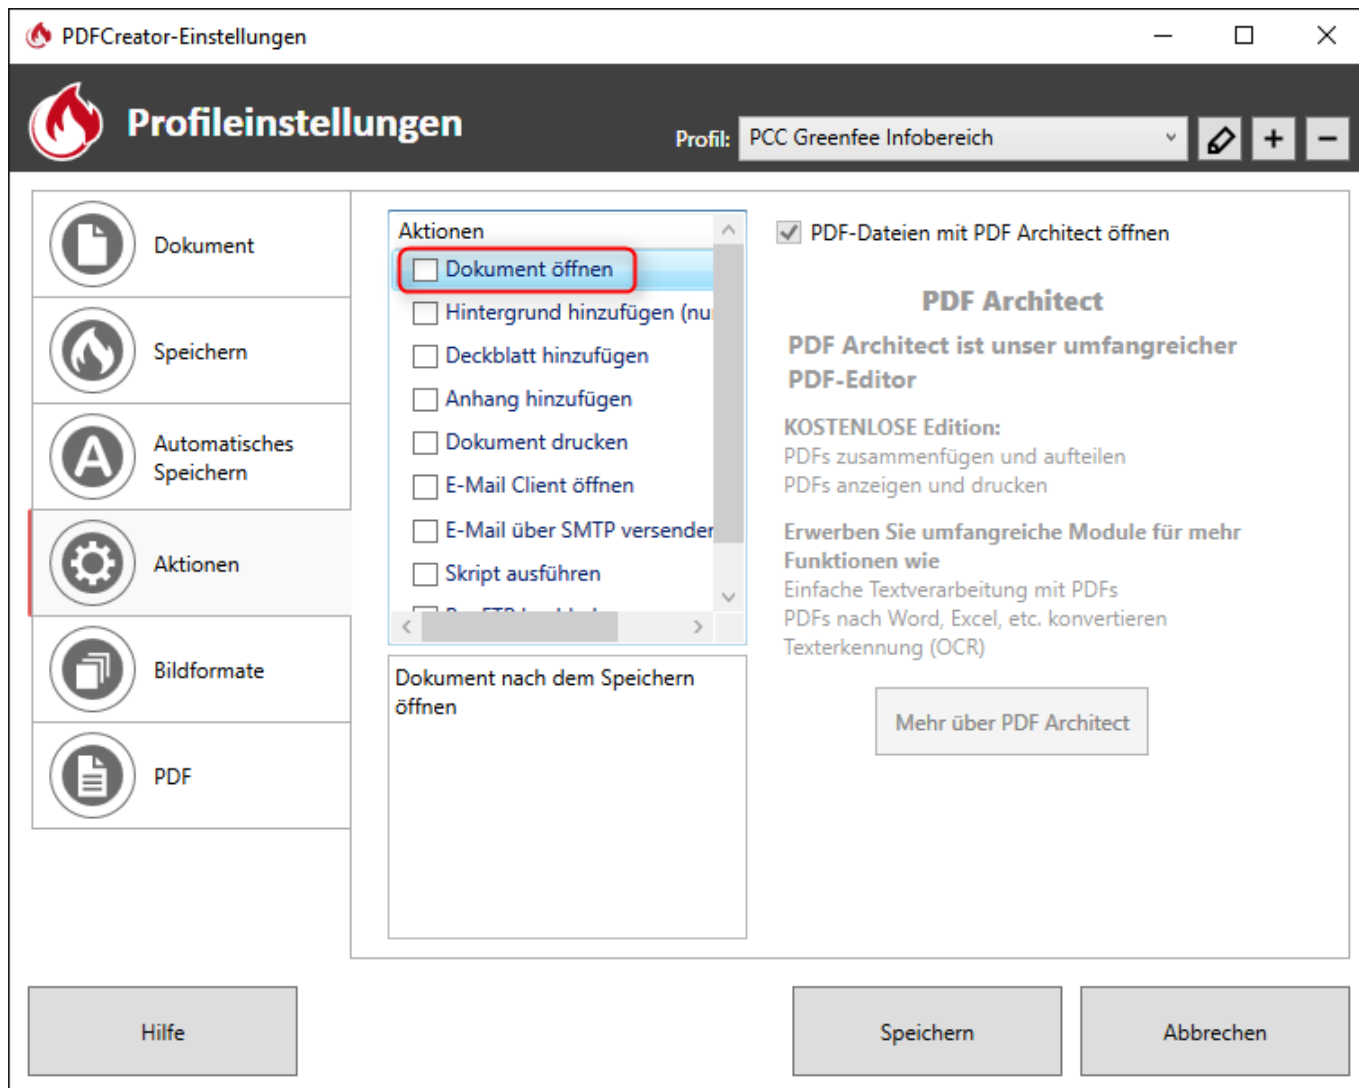 PDFCreator-Einstellungen
Profileinstellungen
Profil: PCC Greenfee Infobereich
Dokument
Speichern
Automatisches
Speichern
Aktionen
Bildformate
PDF
Aktionen
Dokument öffnen
Hintergrund hinzufügen (nu
Deckblatt hinzufügen
Anhang hinzufügen
Dokument drucken
E-Mail Client öffnen
E-Mail über SMTP versenden
Skript ausführen
Dokument nach dem Speichern
öffnen
PDF-Dateien mit PDF Architect öffnen
PDF Architect
PDF Architect ist unser umfangreicher
PDF-Editor
KOSTENLOSE Edition:
PDFs zusammenfügen und aufteilen
PDFs anzeigen und drucken
Erwerben Sie umfangreiche Module für mehr
Funktionen wie
Einfache Textverarbeitung mit PDFs
PDFs nach Word, Excel, etc. konvertieren
Texterkennung (OCR)
Mehr über PDF Architect
Hilfe
Speichern
Abbrechen